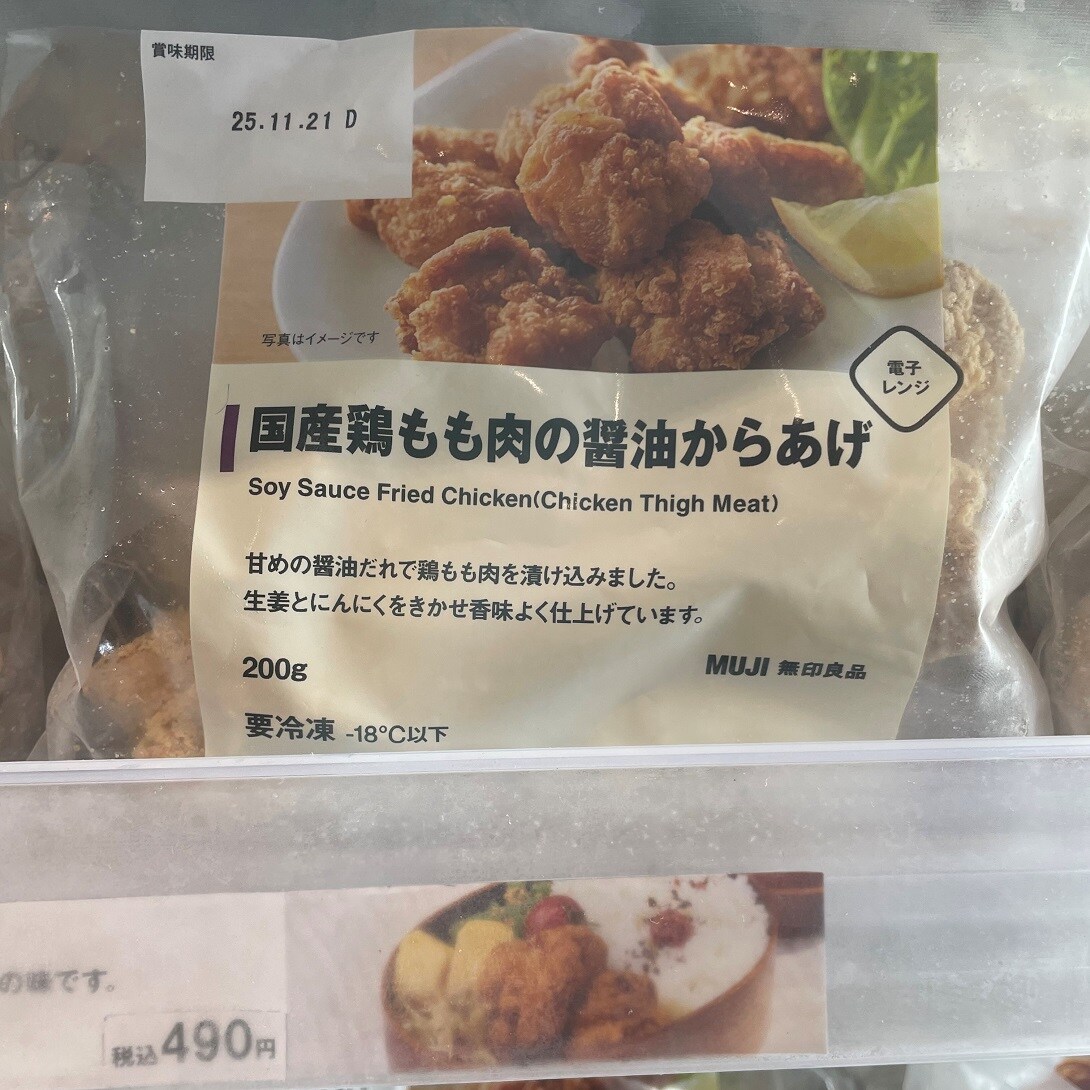 賞味期限
25.11.21 D
写真はイメージです
電子
レンジ
国産鶏もも肉の醤油からあげ
Soy Sauce Fried Chicken(Chicken Thigh Meat)
甘めの醤油だれで鶏もも肉を漬け込みました。
生姜とにんにくをきかせ香味よく仕上げています。
200g
MUJI 無印良品
要冷凍 -18°C以下
の味です。
税込490円